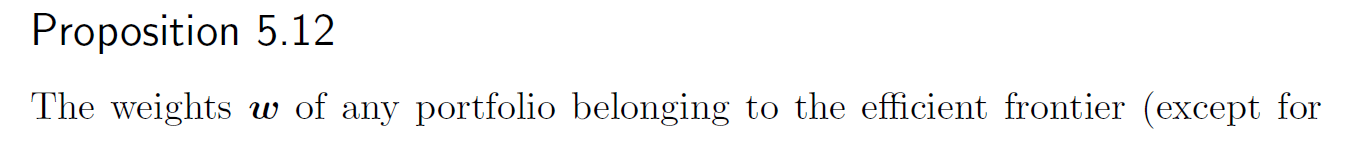 Proposition 5.12
The weights w of any portfolio belonging to the efficient frontier (except for